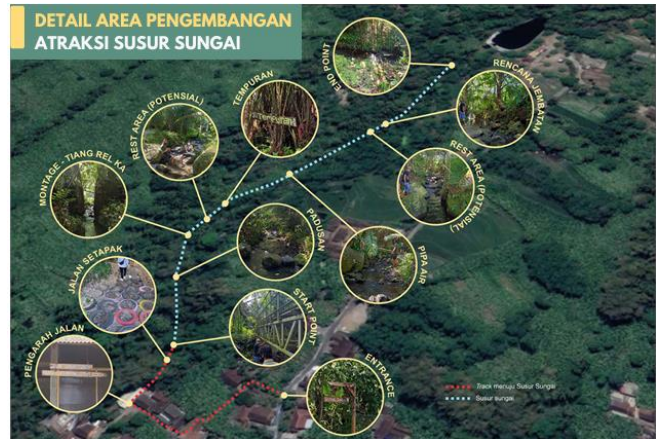 DETAIL AREA PENGEMBANGAN
ATRAKSI SUSUR SUNGAI
END POINT
RENCANA JEMBATAN
TEMPURAN
REST AREA (POTENSIAL)
MONTAGE - TIANG REL KA
REST AREA (POTENSIAL)
PADUSAN
PIPA AIR
JALAN SETAPAK
START POINT
PENGARAH JALAN
ENTRANCE
Track menuju Susur Sungai
Susur sungai